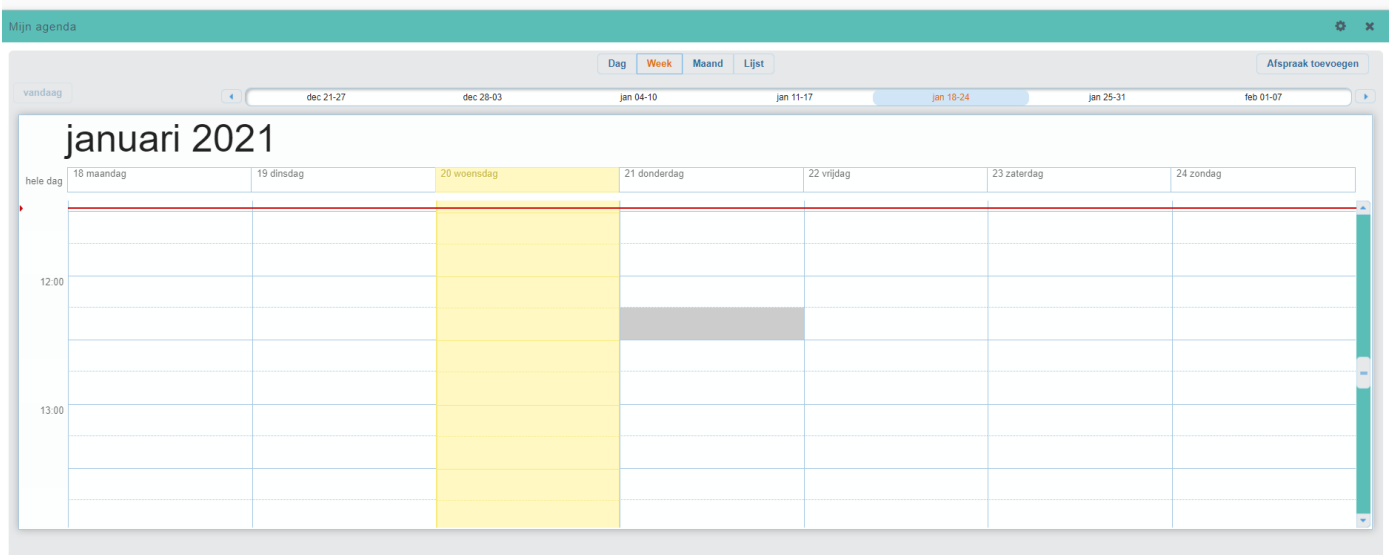 Mijn agenda
Dag Week Maand Lijst Afspraak toevoegen
vandaag dec 21-27 dec 28-03 jan 04-10 jan 11-17 jan 18-24 jan 25-31 feb 01-07
januari 2021
hele dag 18 maandag 19 dinsdag 20 woensdag 21 donderdag 22 vrijdag 23 zaterdag 24 zondag
12:00
13:00